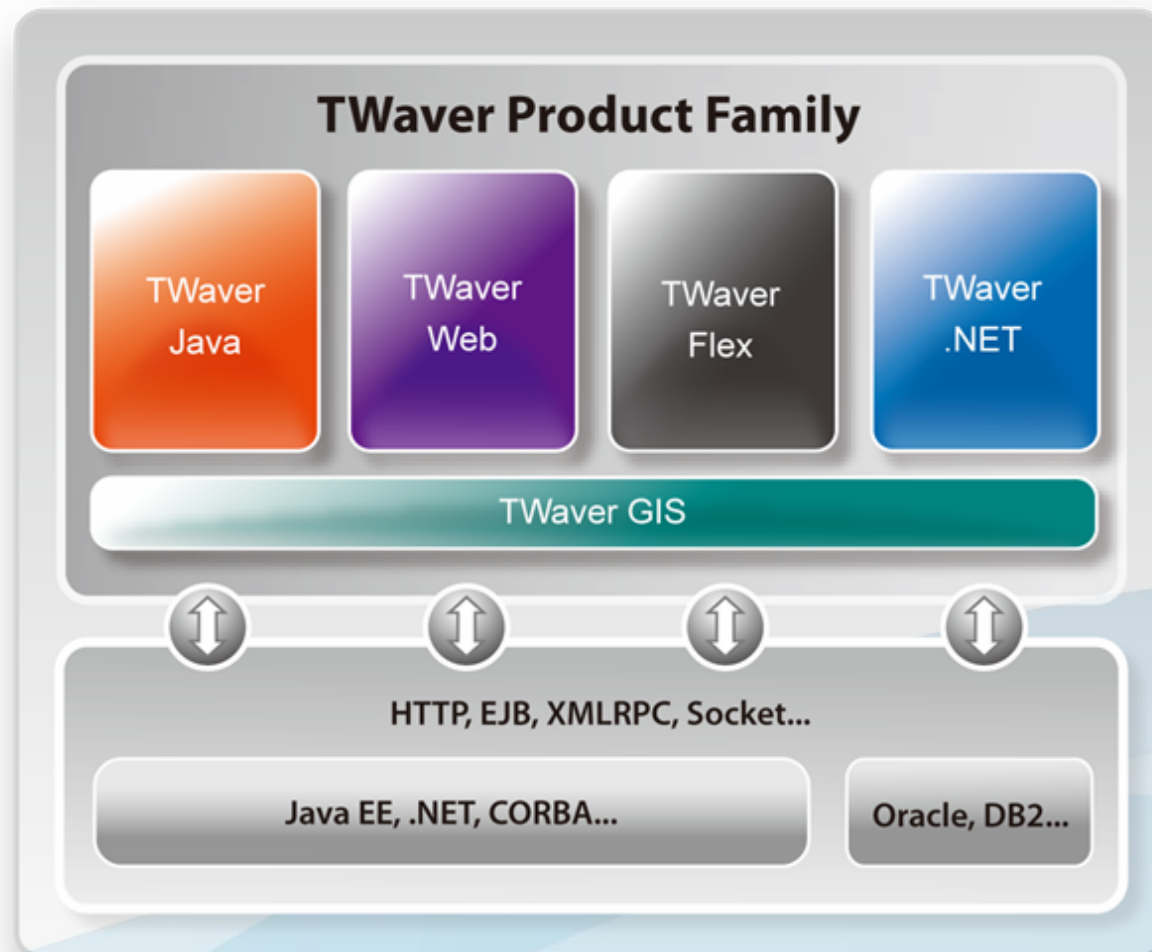 TWaver Product Family
TWaver
Java
TWaver
Web
TWaver
Flex
TWaver
.NET
TWaver GIS
HTTP, EJB, XMLRPC, Socket...
Java EE, .NET, CORBA...
Oracle, DB2...